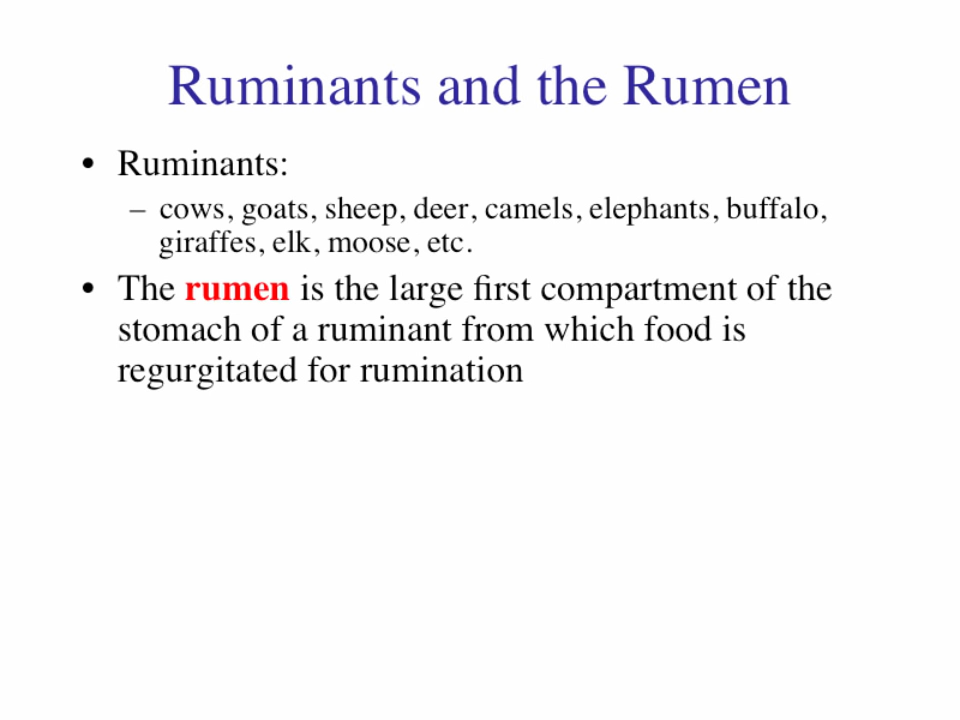 Ruminants and the Rumen
• Ruminants:
– cows, goats, sheep, deer, camels, elephants, buffalo,
giraffes, elk, moose, etc.
• The rumen is the large first compartment of the
stomach of a ruminant from which food is
regurgitated for rumination